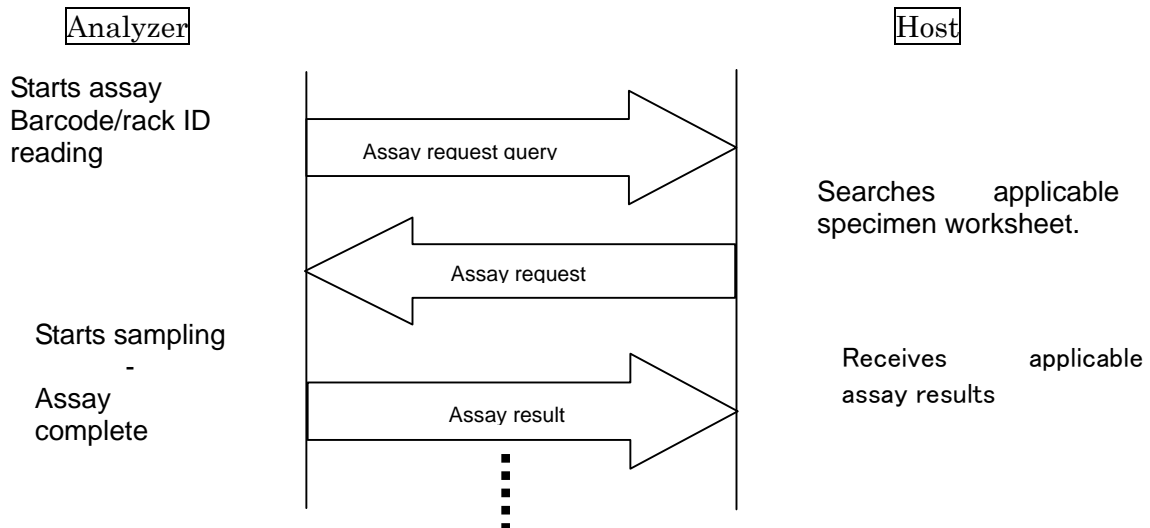 Analyzer
Host
Starts assay
Barcode/rack ID
reading
Assay request query
Searches applicable
specimen worksheet.
Assay request
Starts sampling
-
Assay
complete
Assay result
Receives applicable
assay results